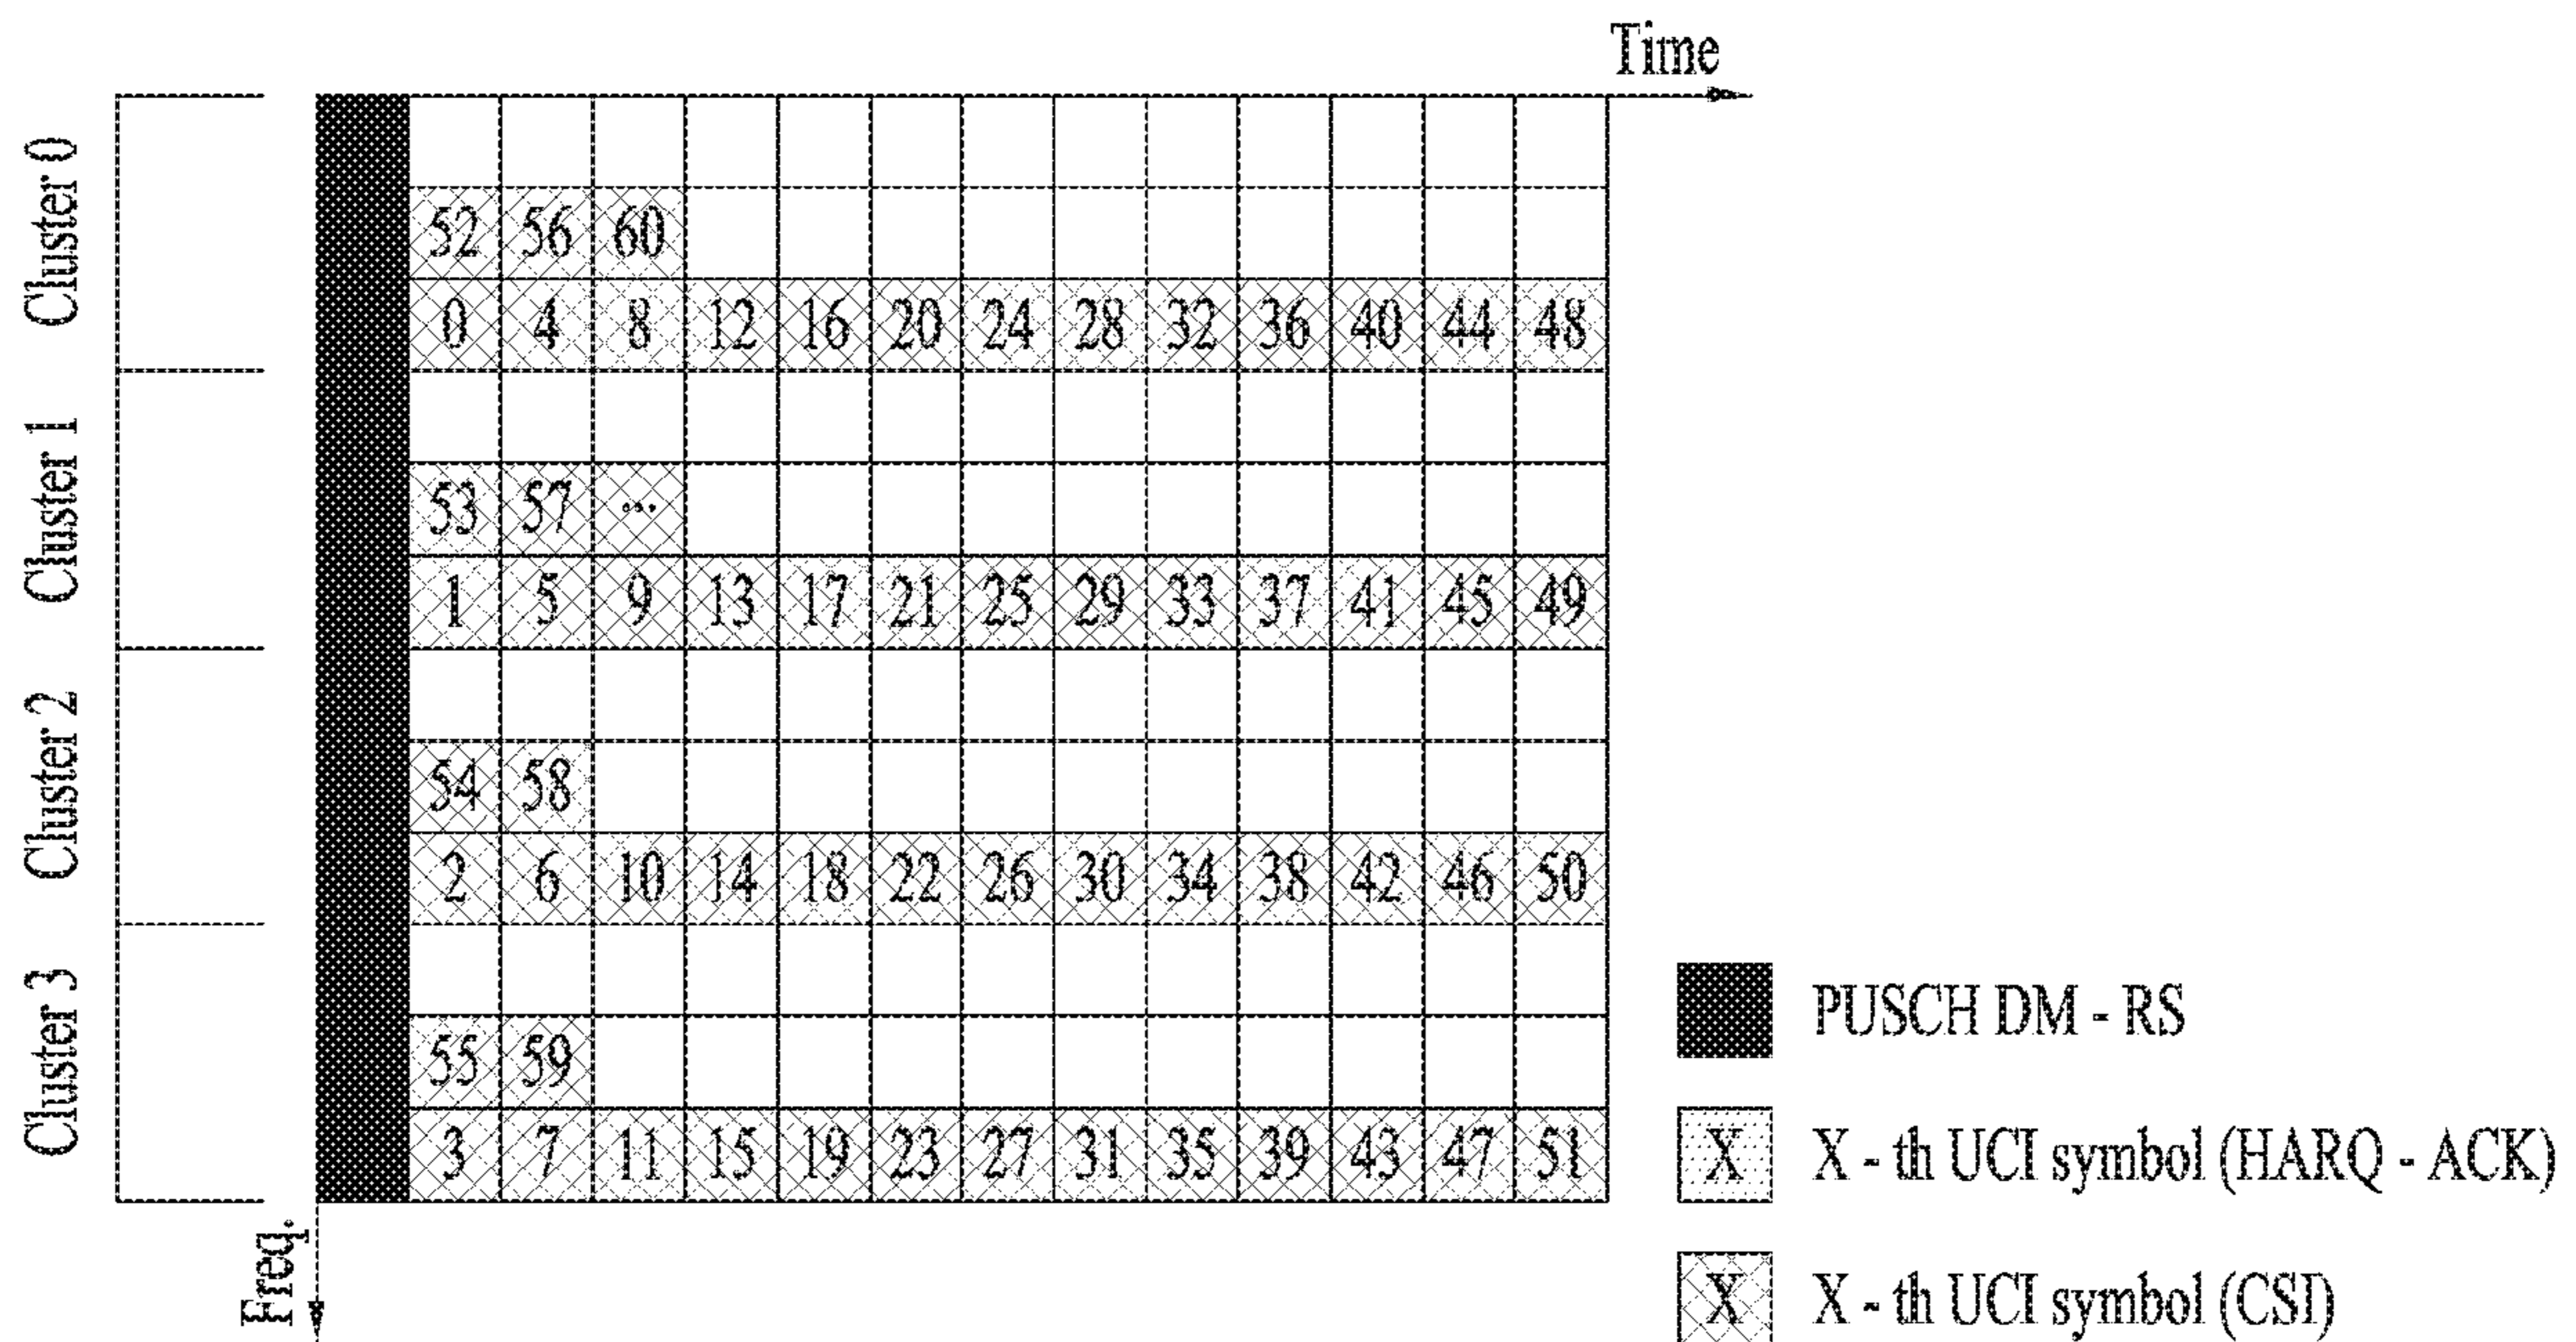 Time
Cluster 0
52 56 60
0 4 8 12 16 20 24 28 32 36 40 44 48
Cluster 1
53 57 ...
1 5 9 13 17 21 25 29 33 37 41 45 49
Cluster 2
54 58
2 6 10 14 18 22 26 30 34 38 42 46 50
Cluster 3
55 59
3 7 11 15 19 23 27 31 35 39 43 47 51
Freq.
PUSCH DM - RS
X X - th UCI symbol (HARQ - ACK)
X X - th UCI symbol (CSI)